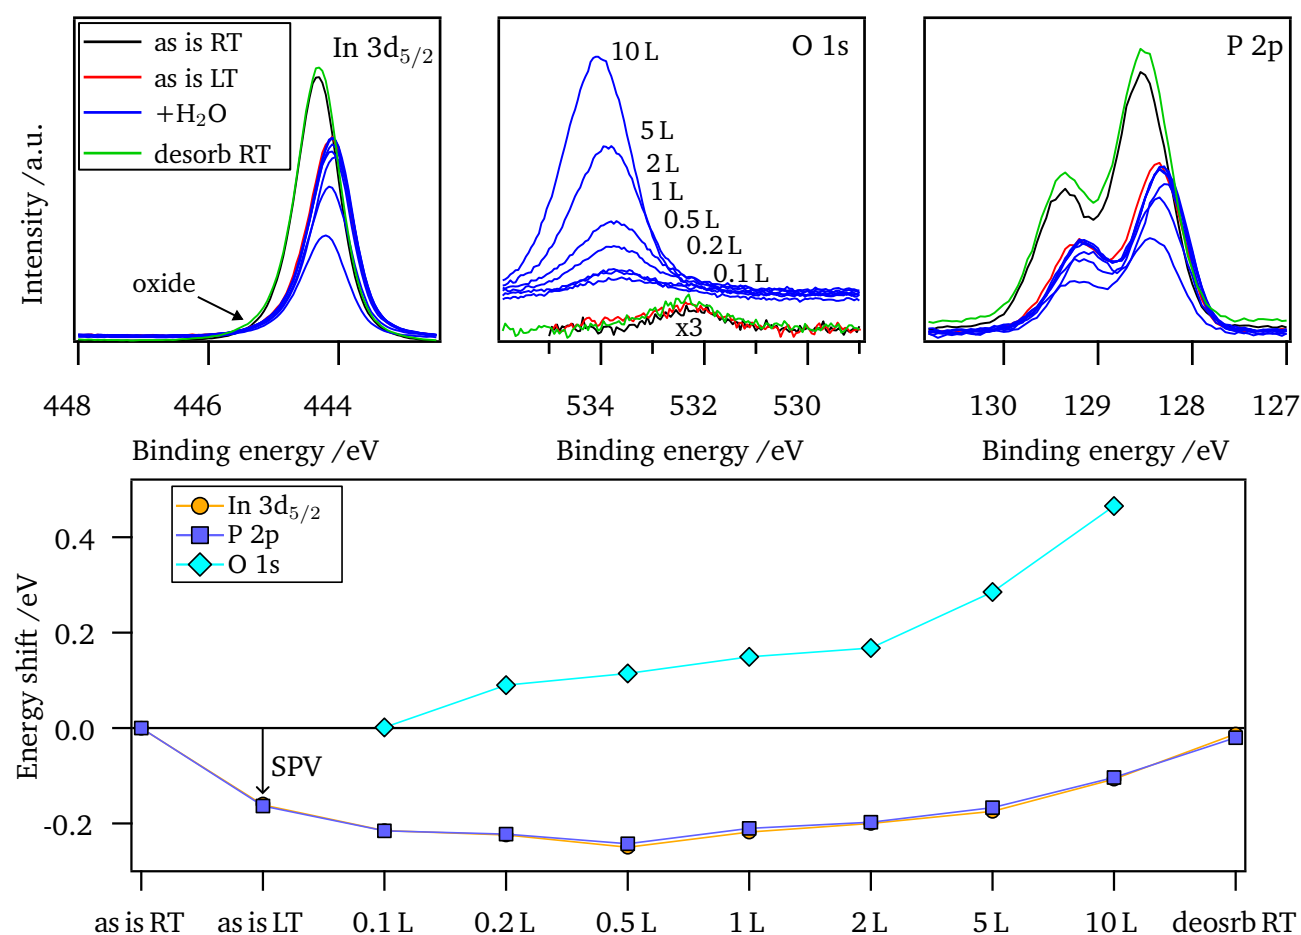 as is RT
as is LT
+H₂O
desorb RT
In 3d₅/₂
oxide
Intensity /a.u.
448 446 444
Binding energy /eV
O 1s
10 L
5 L
2 L
1 L
0.5 L
0.2 L
0.1 L
x3
534 532 530
Binding energy /eV
P 2p
130 129 128 127
Binding energy /eV
In 3d₅/₂
P 2p
O 1s
SPV
Energy shift /eV
0.4
0.2
0.0
-0.2
as is RT as is LT 0.1 L 0.2 L 0.5 L 1 L 2 L 5 L 10 L deosrb RT